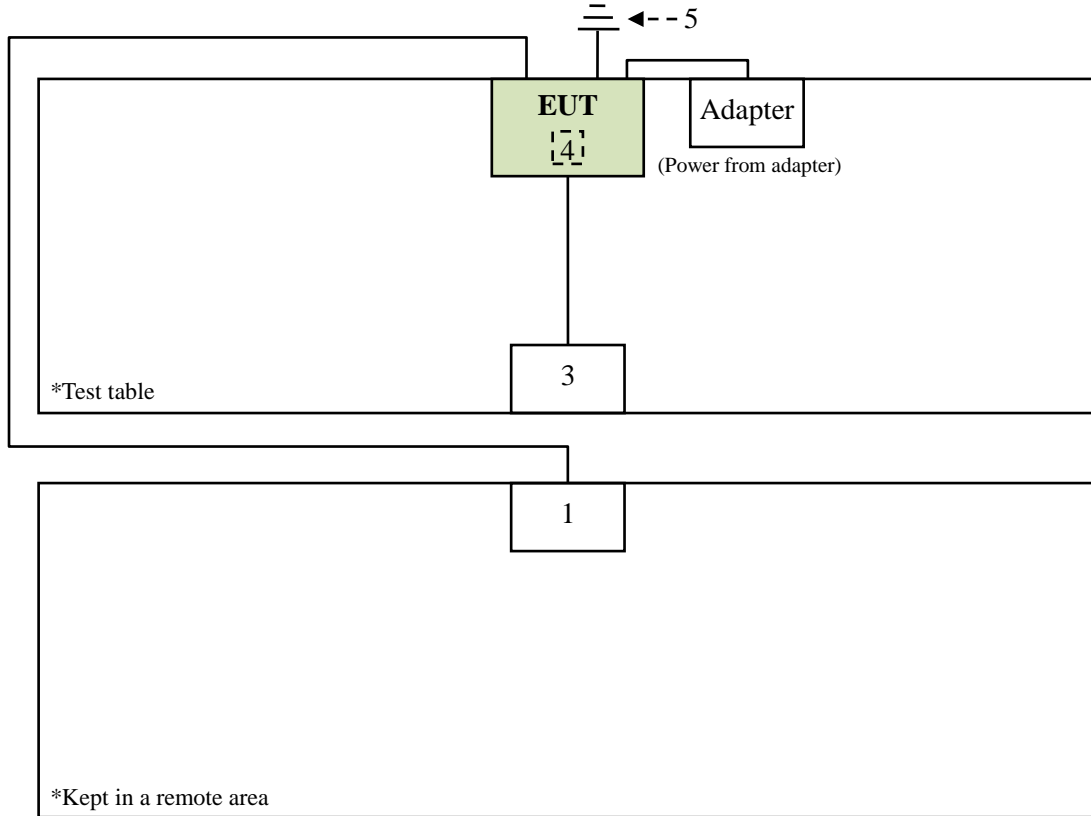 5
EUT
4
Adapter
(Power from adapter)
3
*Test table
1
*Kept in a remote area